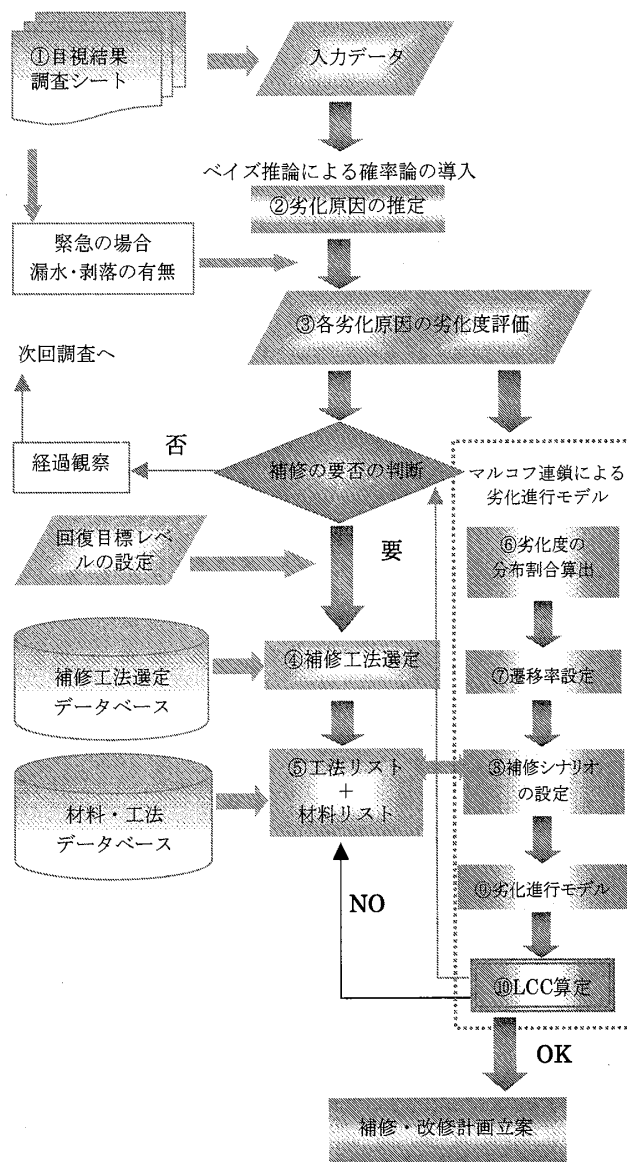 ①目視結果
調査シート
入力データ
ベイズ推論による確率論の導入
②劣化原因の推定
緊急の場合
漏水・剥落の有無
③各劣化原因の劣化度評価
次回調査へ
否
経過観察
補修の要否の判断
マルコフ連鎖による
劣化進行モデル
回復目標レベ
ルの設定
要
⑥劣化度の
分布割合算出
④補修工法選定
補修工法選定
データベース
⑦遷移率設定
⑤工法リスト
+
材料リスト
⑧補修シナリオ
の設定
材料・工法
データベース
NO
⑨劣化進行モデル
⑩LCC算定
OK
補修・改修計画立案